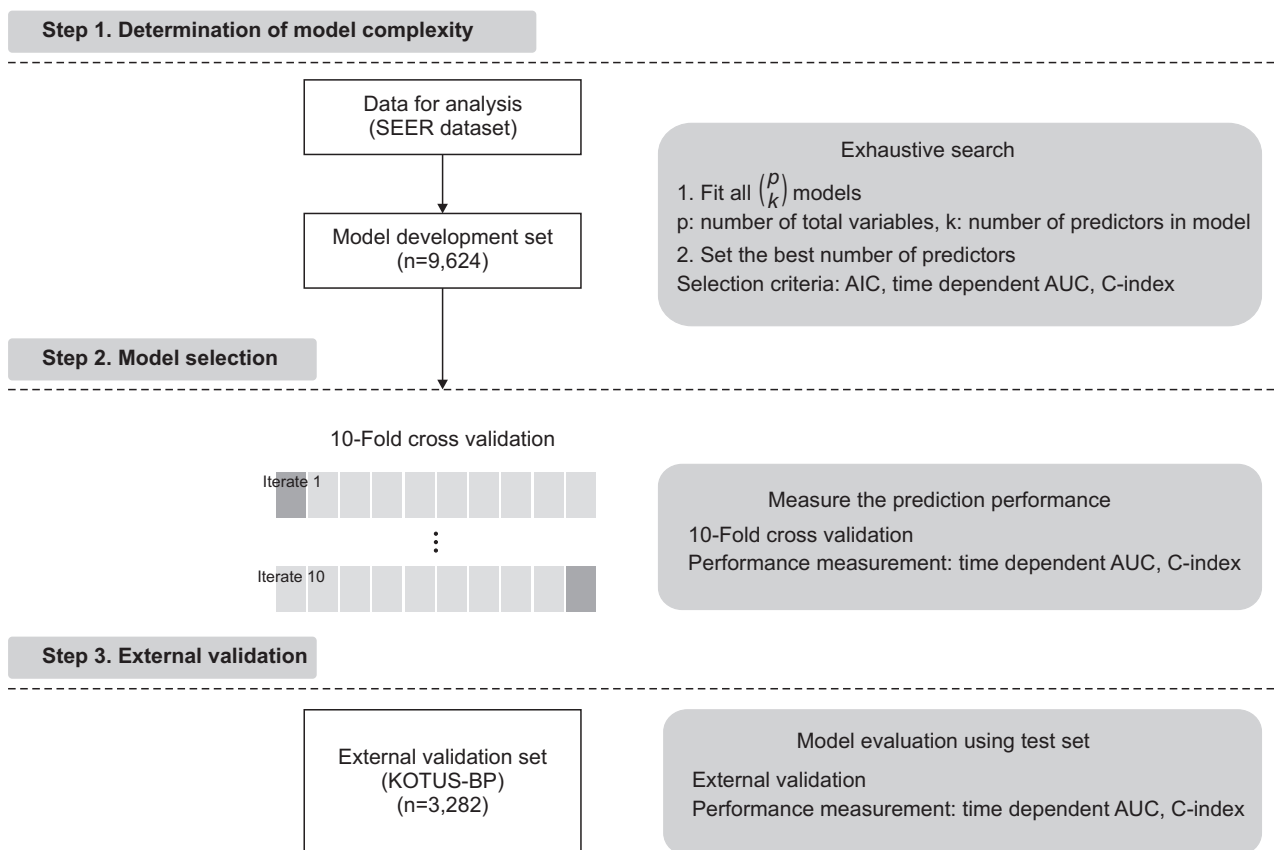 Step 1. Determination of model complexity
Data for analysis
(SEER dataset)
Model development set
(n=9,624)
Exhaustive search
1. Fit all (p k) models
p: number of total variables, k: number of predictors in model
2. Set the best number of predictors
Selection criteria: AIC, time dependent AUC, C-index
Step 2. Model selection
10-Fold cross validation
Iterate 1
⋮
Iterate 10
Measure the prediction performance
10-Fold cross validation
Performance measurement: time dependent AUC, C-index
Step 3. External validation
External validation set
(KOTUS-BP)
(n=3,282)
Model evaluation using test set
External validation
Performance measurement: time dependent AUC, C-index